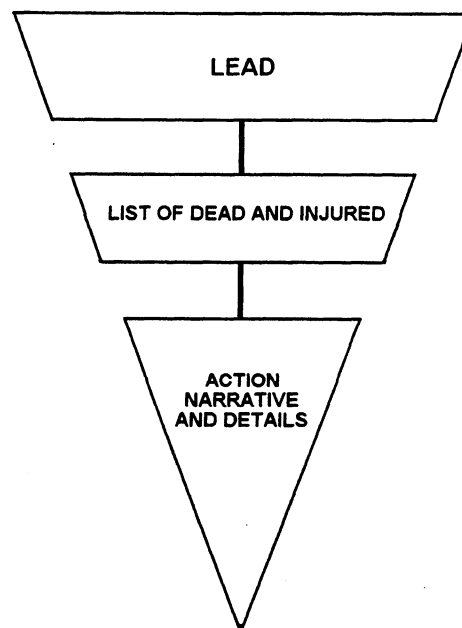 LEAD
LIST OF DEAD AND INJURED
ACTION
NARRATIVE
AND DETAILS